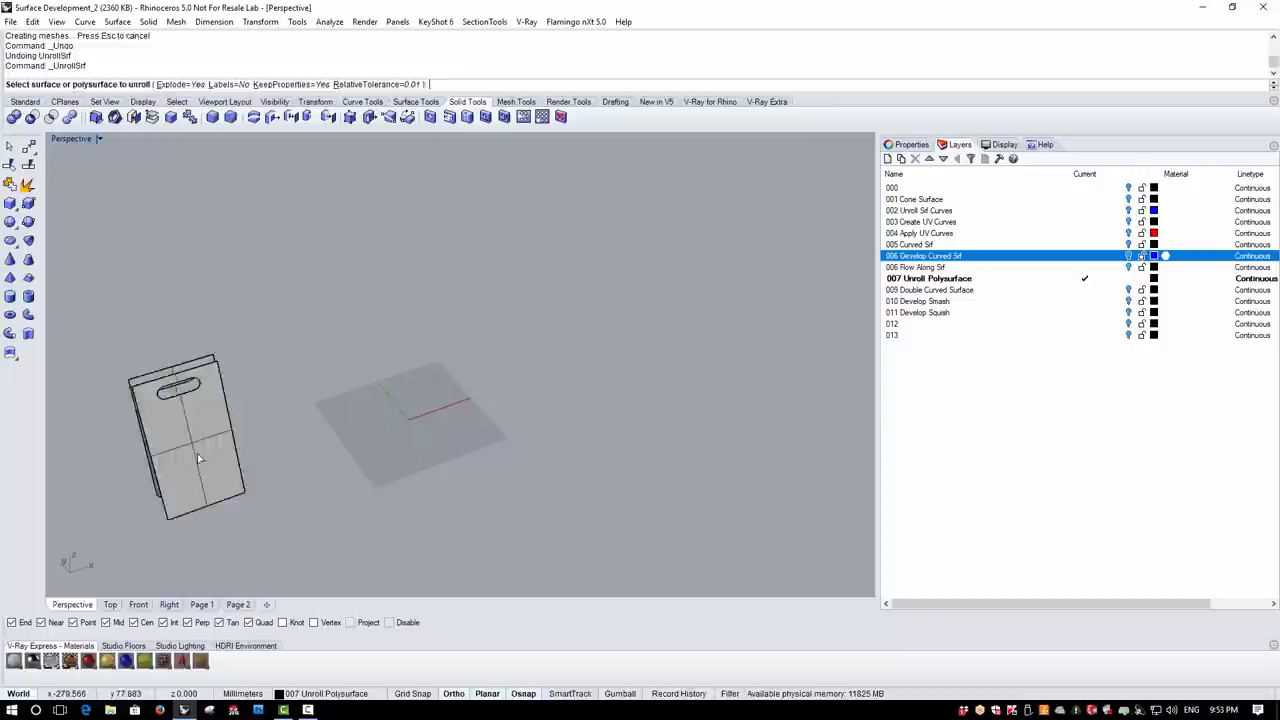 Surface Development_2 (2360 KB) - Rhinoceros 5.0 Not For Resale Lab - [Perspective]
File Edit View Curve Surface Solid Mesh Dimension Transform Tools Analyze Render Panels KeyShot 6 SectionTools V-Ray Flamingo nXt 5.0 Help
Creating meshes... Press Esc to cancel
Command: _Undo
Undoing UnrollSrf
Command: _UnrollSrf
Select surface or polysurface to unroll ( Explode=Yes Labels=No KeepProperties=Yes RelativeTolerance=0.01 ):
Standard CPlanes Set View Display Select Viewport Layout Visibility Transform Curve Tools Surface Tools Solid Tools Mesh Tools Render Tools Drafting New in V5 V-Ray for Rhino V-Ray Extra
Perspective
Properties Layers Display Help
Name Current Material Linetype
000 Continuous
001 Cone Surface Continuous
002 Unroll Srf Curves Continuous
003 Create UV Curves Continuous
004 Apply UV Curves Continuous
005 Curved Srf Continuous
006 Develop Curved Srf Continuous
006 Flow Along Srf Continuous
007 Unroll Polysurface Continuous
009 Double Curved Surface Continuous
010 Develop Smash Continuous
011 Develop Squish Continuous
012 Continuous
013 Continuous
z
y
x
Perspective Top Front Right Page 1 Page 2
End Near Point Mid Cen Int Perp Tan Quad Knot Vertex Project Disable
V-Ray Express - Materials Studio Floors Studio Lighting HDRI Environment
World x -279.566 y 77.983 z 0.000 Millimeters 007 Unroll Polysurface Grid Snap Ortho Planar Osnap SmartTrack Gumball Record History Filter Available physical memory: 11825 MB
ENG 9:53 PM